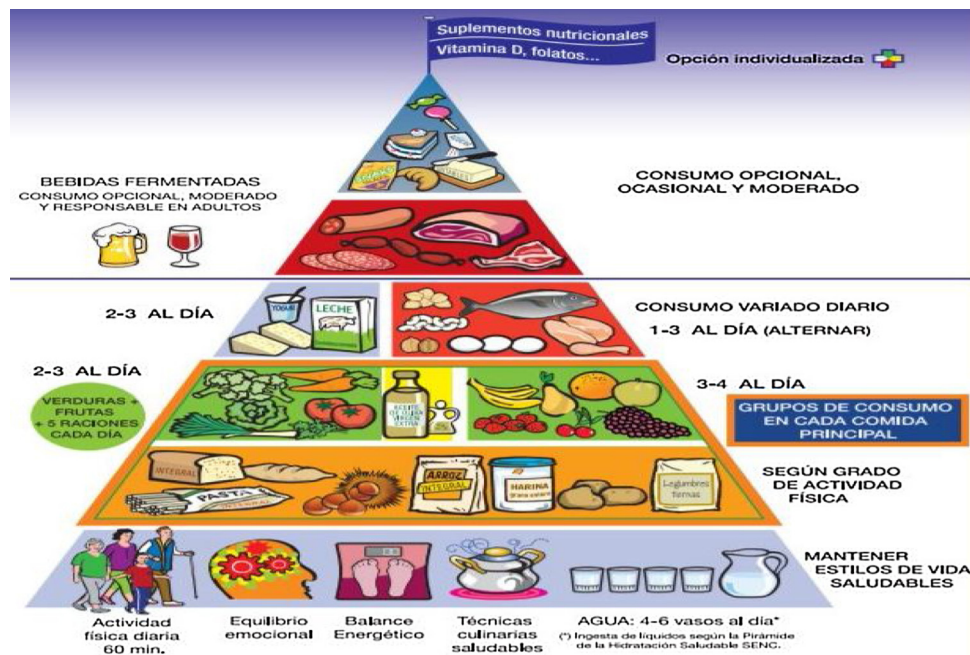 Suplementos nutricionales
Vitamina D, folatos...
Opción individualizada
BEBIDAS FERMENTADAS
CONSUMO OPCIONAL, MODERADO
Y RESPONSABLE EN ADULTOS
CONSUMO OPCIONAL,
OCASIONAL Y MODERADO
2-3 AL DÍA
YOGUR
LECHE
CONSUMO VARIADO DIARIO
1-3 AL DÍA (ALTERNAR)
2-3 AL DÍA
VERDURAS +
FRUTAS
+ 5 RACIONES
CADA DÍA
ACEITE
DE OLIVA
VIRGEN
EXTRA
3-4 AL DÍA
GRUPOS DE CONSUMO
EN CADA COMIDA
PRINCIPAL
INTEGRAL
PASTA
INTEGRAL
ARROZ
INTEGRAL
HARINA
grano entero
Legumbres
tiernas
SEGÚN GRADO
DE ACTIVIDAD
FÍSICA
MANTENER
ESTILOS DE VIDA
SALUDABLES
Actividad
física diaria
60 min.
Equilibrio
emocional
Balance
Energético
Técnicas
culinarias
saludables
AGUA: 4-6 vasos al día*
(*) Ingesta de líquidos según la Pirámide
de la Hidratación Saludable SENC.